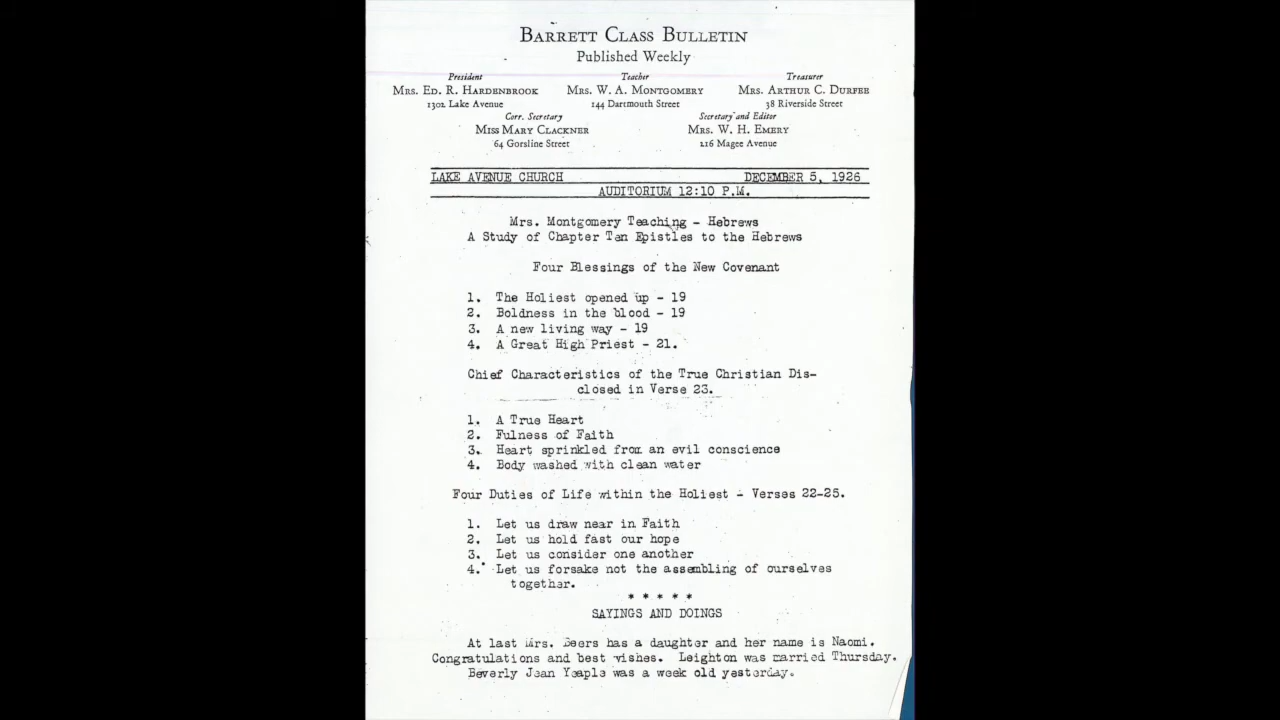 BARRETT CLASS BULLETIN
Published Weekly
President Teacher Treasurer
MRS. ED. R. HARDENBROOK MRS. W. A. MONTGOMERY MRS. ARTHUR C. DURFEE
1302 Lake Avenue 144 Dartmouth Street 38 Riverside Street
Corr. Secretary Secretary and Editor
MISS MARY CLACKNER MRS. W. H. EMERY
64 Gorsline Street 216 Magee Avenue
LAKE AVENUE CHURCH DECEMBER 5, 1926
AUDITORIUM 12:10 P.M.
Mrs. Montgomery Teaching - Hebrews
A Study of Chapter Ten Epistles to the Hebrews
Four Blessings of the New Covenant
1. The Holiest opened up - 19
2. Boldness in the blood - 19
3. A new living way - 19
4. A Great High Priest - 21.
Chief Characteristics of the True Christian Dis-
closed in Verse 23.
1. A True Heart
2. Fulness of Faith
3. Heart sprinkled from an evil conscience
4. Body washed with clean water
Four Duties of Life within the Holiest - Verses 22-25.
1. Let us draw near in Faith
2. Let us hold fast our hope
3. Let us consider one another
4. Let us forsake not the assembling of ourselves
together.
* * * * *
SAYINGS AND DOINGS
At last Mrs. Beers has a daughter and her name is Naomi.
Congratulations and best wishes. Leighton was married Thursday.
Beverly Jean Yeaple was a week old yesterday.